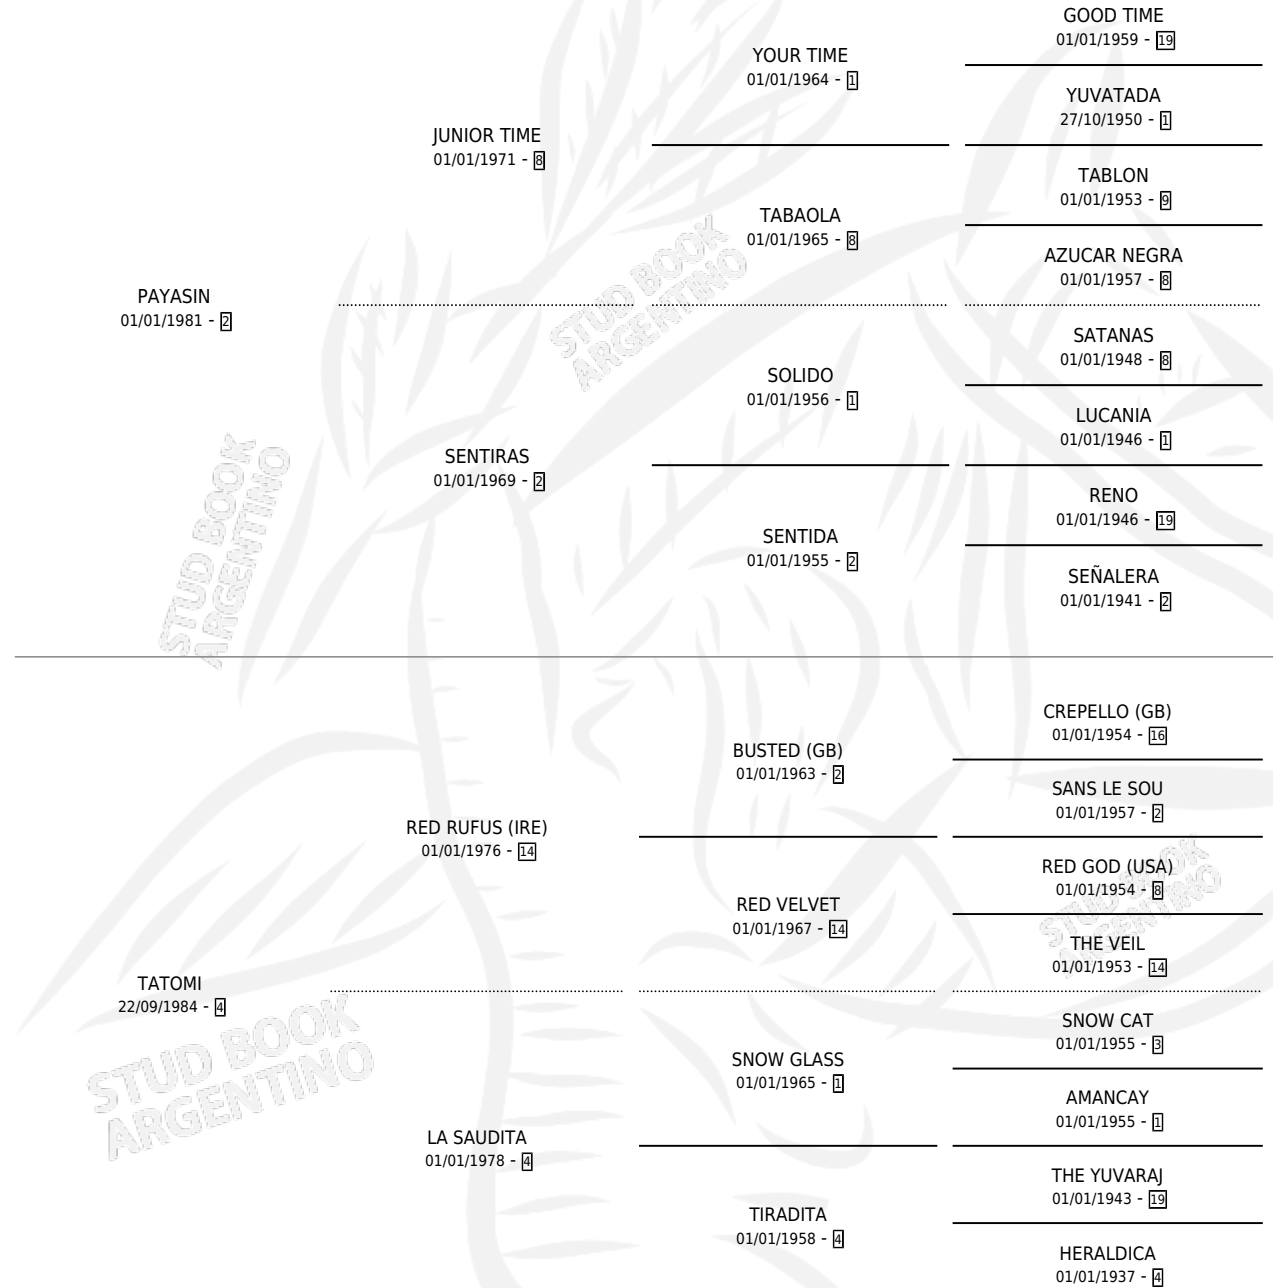 GOOD TIME
01/01/1959 - 19
YOUR TIME
01/01/1964 - 1
YUVATADA
27/10/1950 - 1
JUNIOR TIME
01/01/1971 - 8
TABLON
01/01/1953 - 9
TABAOLA
01/01/1965 - 8
AZUCAR NEGRA
01/01/1957 - 8
PAYASIN
01/01/1981 - 2
SATANAS
01/01/1948 - 8
SOLIDO
01/01/1956 - 1
LUCANIA
01/01/1946 - 1
SENTIRAS
01/01/1969 - 2
RENO
01/01/1946 - 19
SENTIDA
01/01/1955 - 2
SEÑALERA
01/01/1941 - 2
CREPELLO (GB)
01/01/1954 - 16
BUSTED (GB)
01/01/1963 - 2
SANS LE SOU
01/01/1957 - 2
RED RUFUS (IRE)
01/01/1976 - 14
RED GOD (USA)
01/01/1954 - 8
RED VELVET
01/01/1967 - 14
THE VEIL
01/01/1953 - 14
TATOMI
22/09/1984 - 4
SNOW CAT
01/01/1955 - 3
SNOW GLASS
01/01/1965 - 1
AMANCAY
01/01/1955 - 1
LA SAUDITA
01/01/1978 - 4
THE YUVARAJ
01/01/1943 - 19
TIRADITA
01/01/1958 - 4
HERALDICA
01/01/1937 - 4
STUD BOOK
ARGENTINO
STUD BOOK
ARGENTINO
STUD BOOK
ARGENTINO
STUD BOOK
ARGENTINO